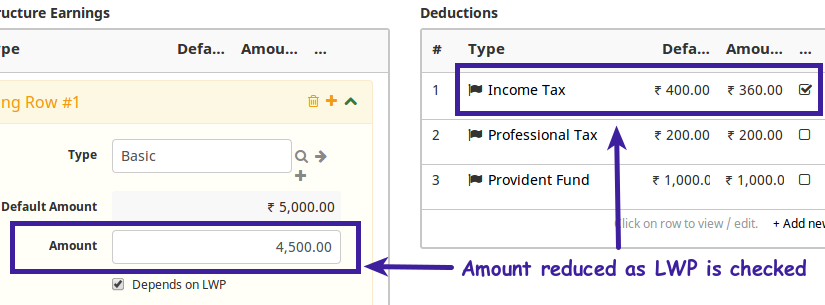 ructure Earnings
ype Defa... Amou... ...
ng Row #1
Type Basic
Default Amount ₹ 5,000.00
Amount 4,500.00
Depends on LWP
Deductions
# Type Defa... Amou... ...
1 Income Tax ₹ 400.00 ₹ 360.00
2 Professional Tax ₹ 200.00 ₹ 200.00
3 Provident Fund ₹ 1,000.0 ₹ 1,000.0
Click on row to view / edit. + Add new
Amount reduced as LWP is checked